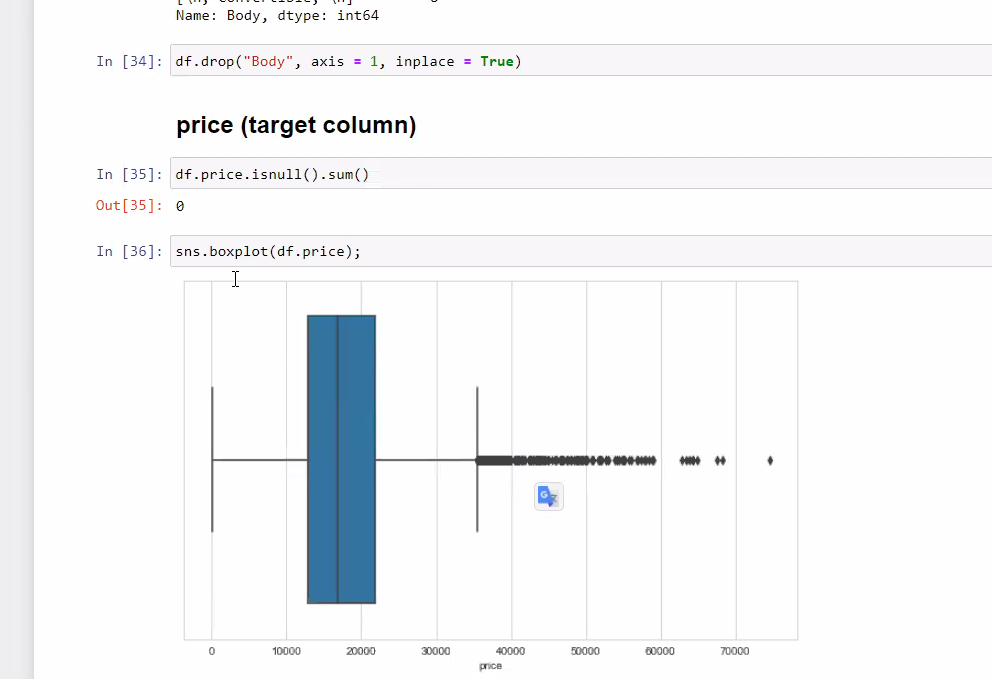 Name: Body, dtype: int64
In [34]: df.drop("Body", axis = 1, inplace = True)
price (target column)
In [35]: df.price.isnull().sum()
Out[35]: 0
In [36]: sns.boxplot(df.price);
0 10000 20000 30000 40000 50000 60000 70000
price